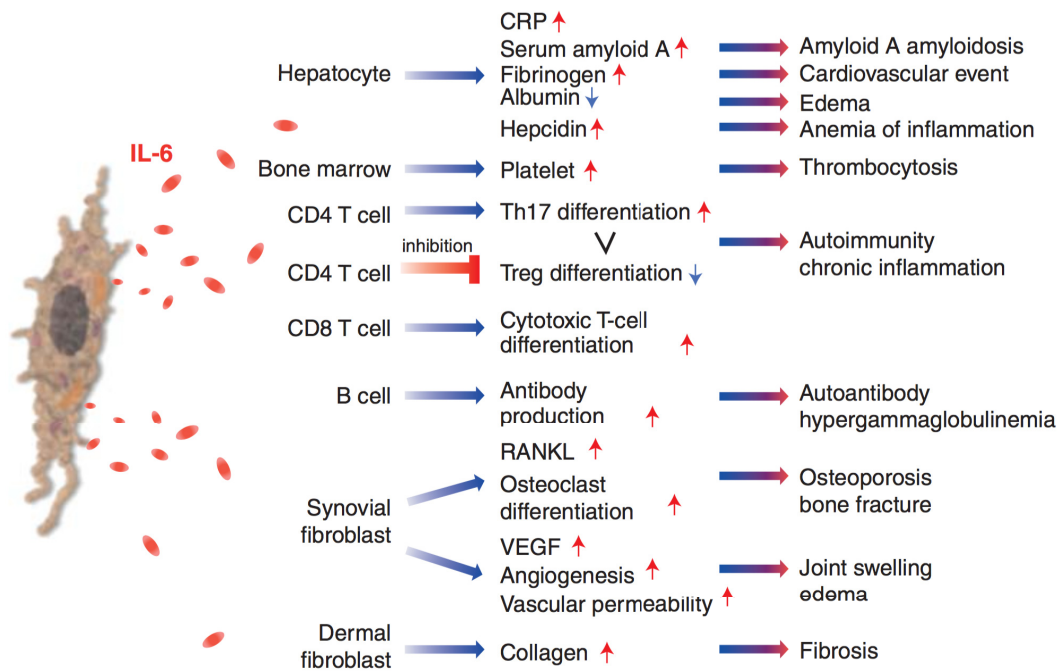 CRP
Serum amyloid A
Amyloid A amyloidosis
Hepatocyte
Fibrinogen
Cardiovascular event
Albumin
Edema
Hepcidin
Anemia of inflammation
IL-6
Bone marrow
Platelet
Thrombocytosis
CD4 T cell
Th17 differentiation
inhibition
Autoimmunity
chronic inflammation
CD4 T cell
Treg differentiation
CD8 T cell
Cytotoxic T-cell
differentiation
B cell
Antibody
production
Autoantibody
hypergammaglobulinemia
RANKL
Osteoclast
differentiation
Osteoporosis
bone fracture
Synovial
fibroblast
VEGF
Angiogenesis
Vascular permeability
Joint swelling
edema
Dermal
fibroblast
Collagen
Fibrosis